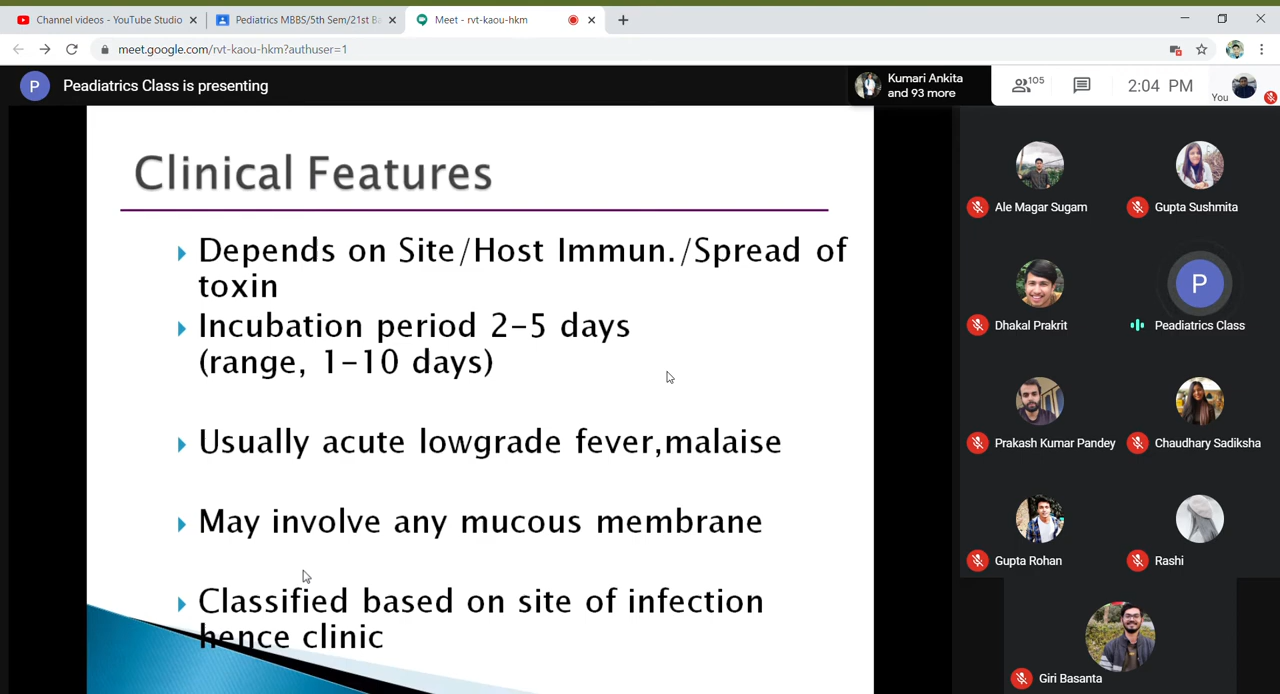 Channel videos - YouTube Studio
Pediatrics MBBS/5th Sem/21st Ba
Meet - rvt-kaou-hkm
meet.google.com/rvt-kaou-hkm?authuser=1
P
Peadiatrics Class is presenting
Kumari Ankita
and 93 more
105
2:04 PM
You
Clinical Features
Depends on Site/Host Immun./Spread of
toxin
Incubation period 2-5 days
(range, 1-10 days)
Usually acute lowgrade fever,malaise
May involve any mucous membrane
Classified based on site of infection
hence clinic
Ale Magar Sugam
Gupta Sushmita
Dhakal Prakrit
P
Peadiatrics Class
Prakash Kumar Pandey
Chaudhary Sadiksha
Gupta Rohan
Rashi
Giri Basanta